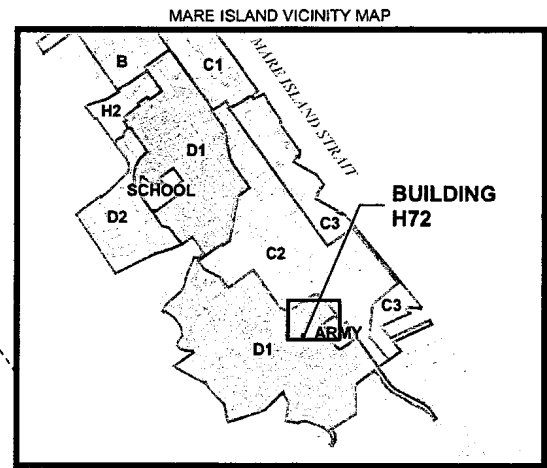 MARE ISLAND VICINITY MAP
B
C1
MARE ISLAND STRAIT
H2
D1
SCHOOL
BUILDING
H72
D2
C3
C2
C3
ARMY
D1